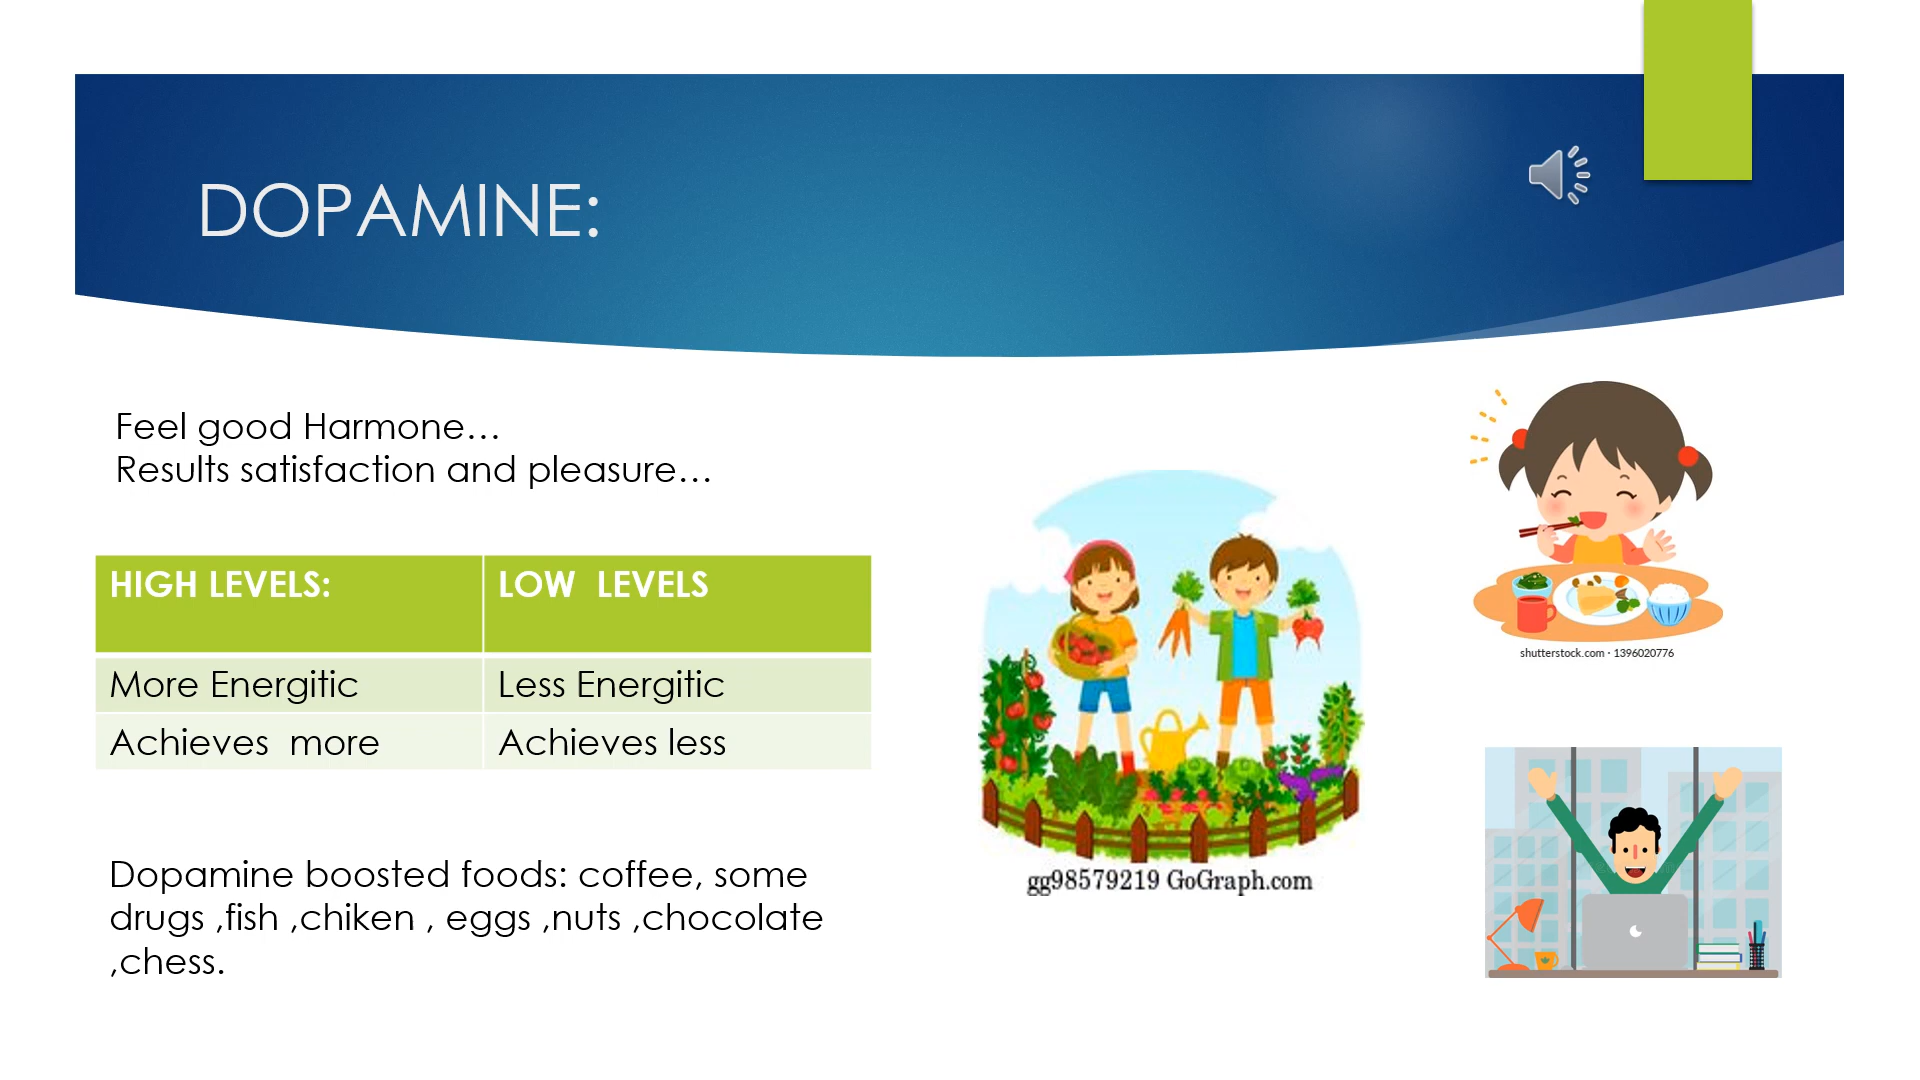 DOPAMINE:
Feel good Harmone…
Results satisfaction and pleasure…
HIGH LEVELS:
LOW  LEVELS
More Energitic
Less Energitic
Achieves  more
Achieves less
Dopamine boosted foods: coffee, some
drugs ,fish ,chiken , eggs ,nuts ,chocolate
,chess.
gg98579219 GoGraph.com
shutterstock.com · 1396020776